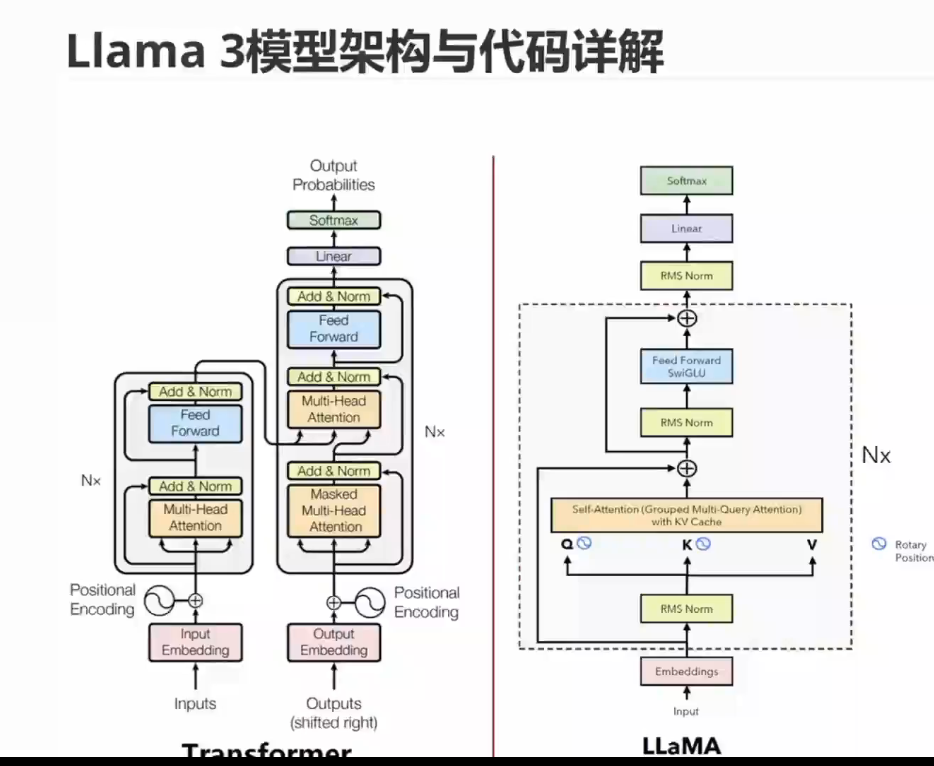 Llama 3模型架构与代码详解
Output
Probabilities
Softmax
Linear
Add & Norm
Feed
Forward
Add & Norm
Multi-Head
Attention
Add & Norm
Masked
Multi-Head
Attention
Nx
Add & Norm
Feed
Forward
Add & Norm
Multi-Head
Attention
Nx
Positional
Encoding
Positional
Encoding
Input
Embedding
Output
Embedding
Inputs
Outputs
(shifted right)
Transformer
Softmax
Linear
RMS Norm
Feed Forward
SwiGLU
RMS Norm
Nx
Self-Attention (Grouped Multi-Query Attention)
with KV Cache
Q
K
V
Rotary
Position
RMS Norm
Embeddings
Input
LLaMA